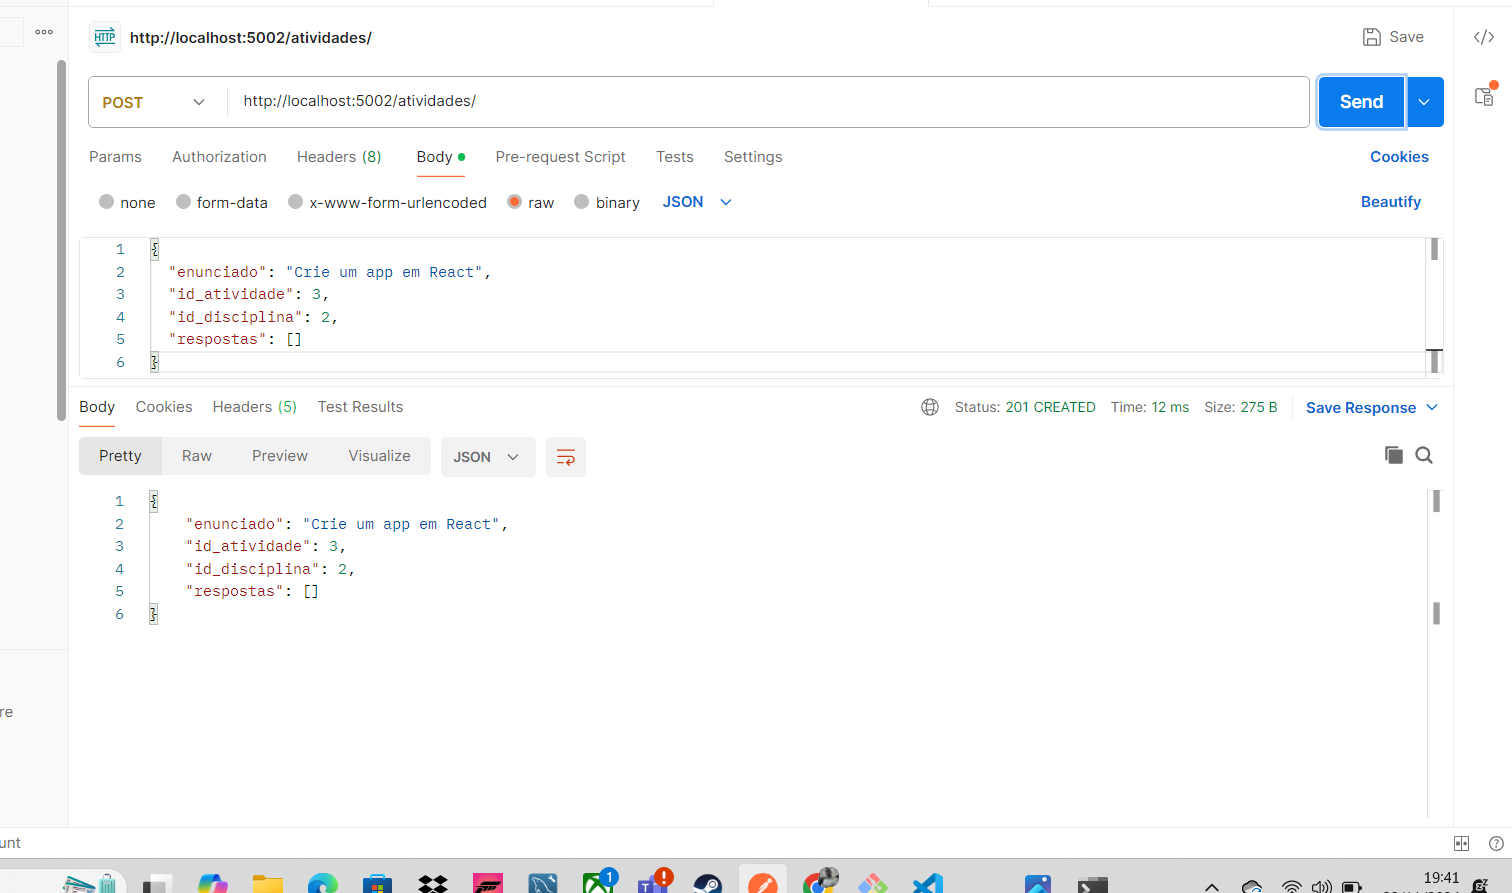 HTTP http://localhost:5002/atividades/ Save
POST http://localhost:5002/atividades/ Send
Params Authorization Headers (8) Body Pre-request Script Tests Settings Cookies
none form-data x-www-form-urlencoded raw binary JSON Beautify
1 {
2 "enunciado": "Crie um app em React",
3 "id_atividade": 3,
4 "id_disciplina": 2,
5 "respostas": []
6 }
Body Cookies Headers (5) Test Results Status: 201 CREATED Time: 12 ms Size: 275 B Save Response
Pretty Raw Preview Visualize JSON
1 {
2 "enunciado": "Crie um app em React",
3 "id_atividade": 3,
4 "id_disciplina": 2,
5 "respostas": []
6 }
re
unt
1
19:41